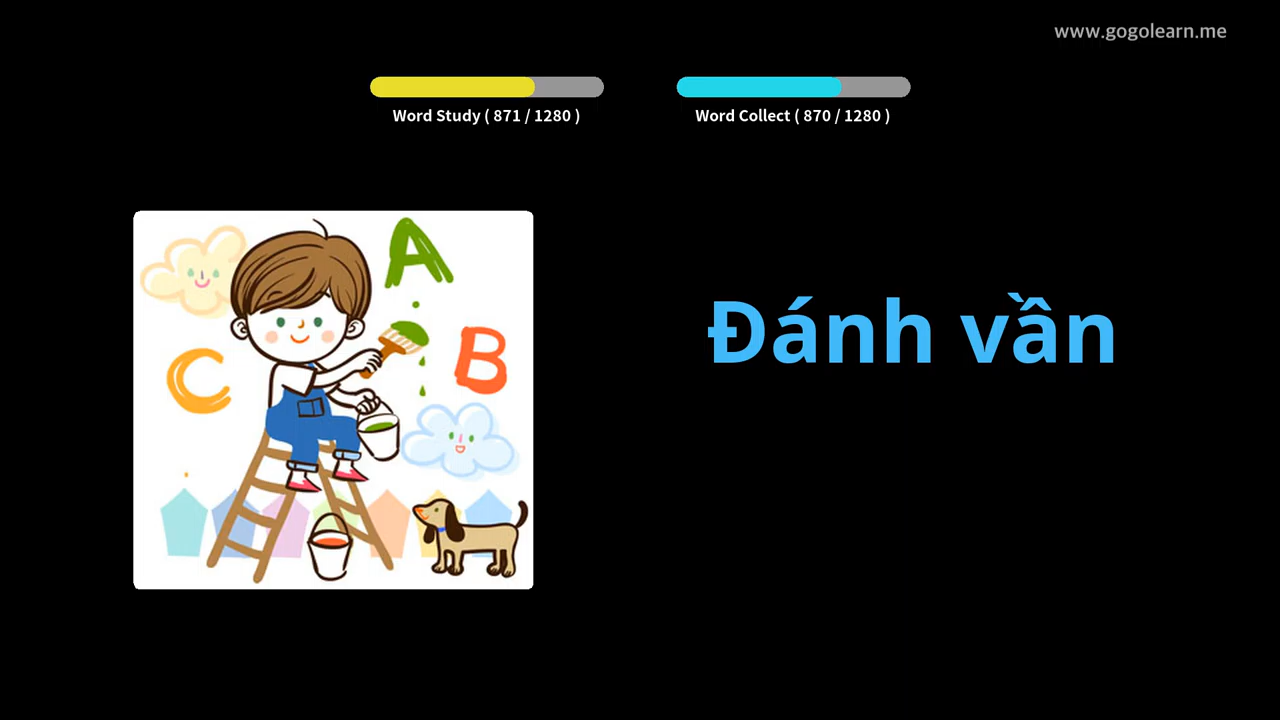 www.gogolearn.me
Word Study ( 871 / 1280 )
Word Collect ( 870 / 1280 )
A
B
C
Đánh vần